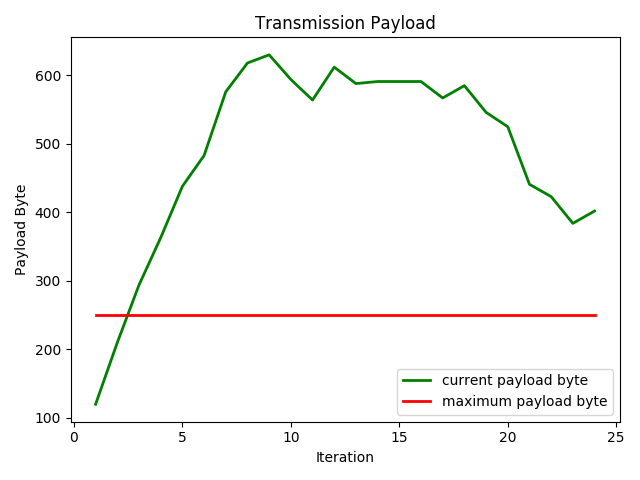 Transmission Payload
Payload Byte
600
500
400
300
200
100
0
5
10
15
20
25
Iteration
current payload byte
maximum payload byte